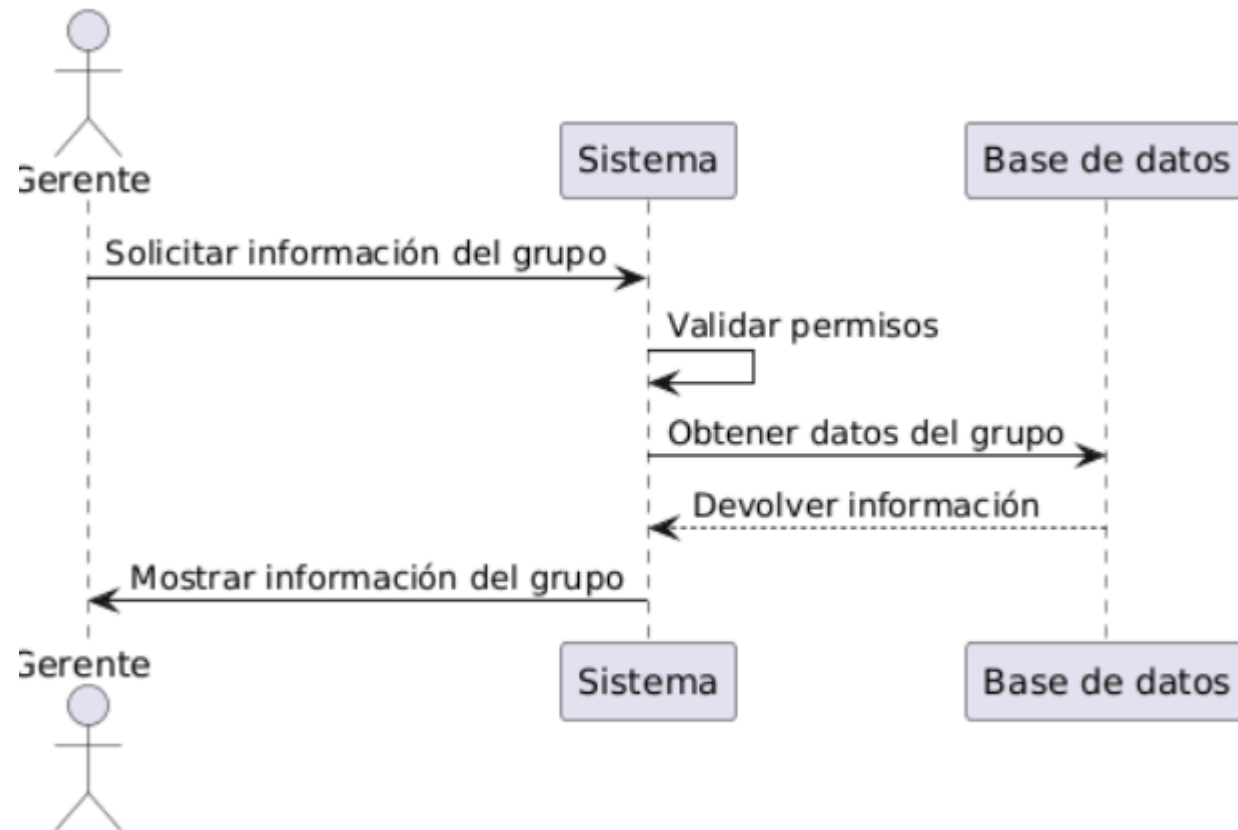 Gerente
Sistema
Base de datos
Solicitar información del grupo
Validar permisos
Obtener datos del grupo
Devolver información
Mostrar información del grupo
Gerente
Sistema
Base de datos